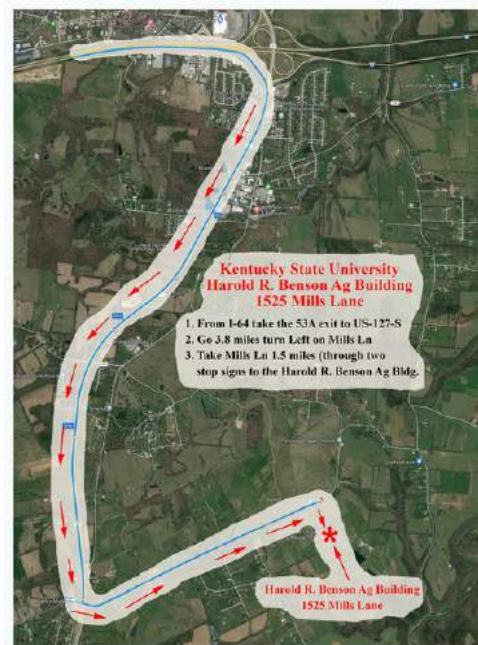 Kentucky State University
Harold R. Benson Ag Building
1525 Mills Lane
1. From I-64 take the 53A exit to US-127-S
2. Go 3.8 miles turn Left on Mills Ln
3. Take Mills Ln 1.5 miles (through two
stop signs to the Harold R. Benson Ag Bldg.
*
Harold R. Benson Ag Building
1525 Mills Lane